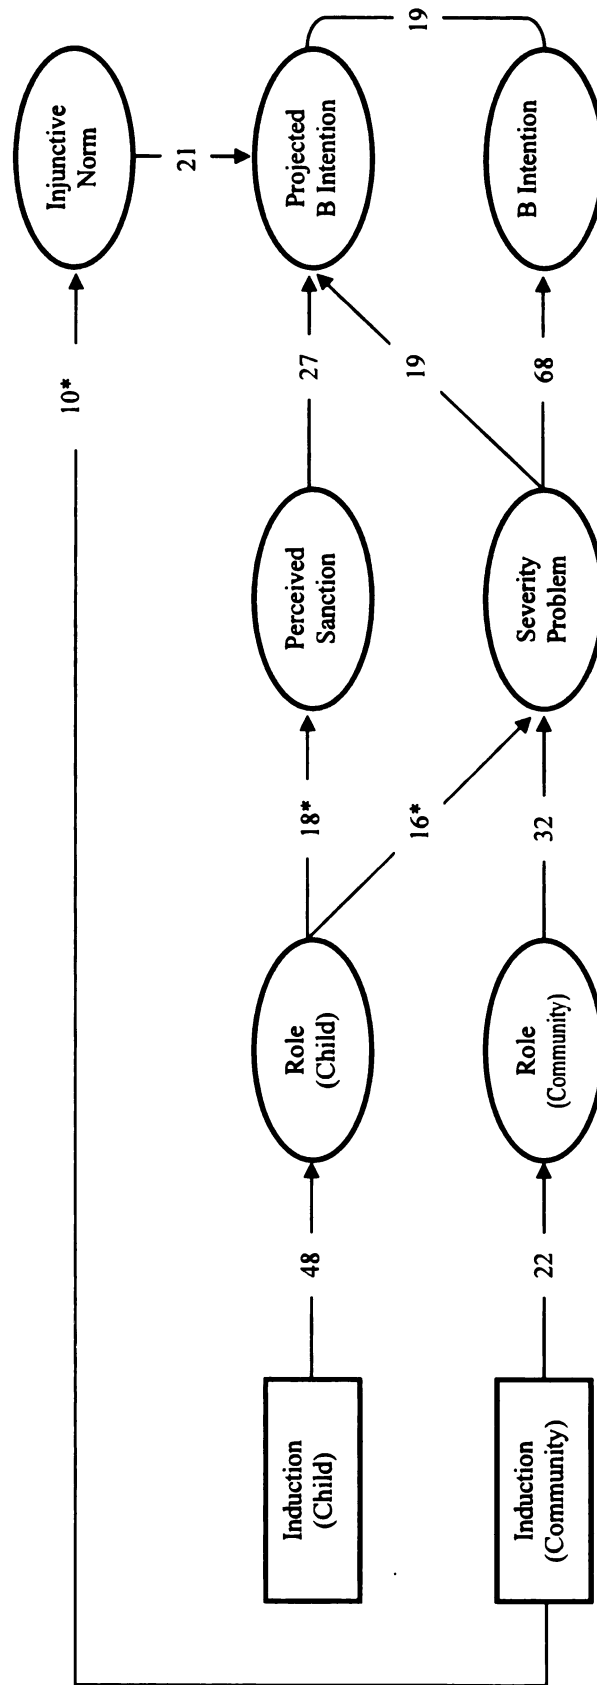 Injunctive
Norm
10*
21
Induction
(Child)
48
Role
(Child)
18*
Perceived
Sanction
27
Projected
B Intention
16*
19
19
Induction
(Community)
22
Role
(Community)
32
Severity
Problem
68
B Intention